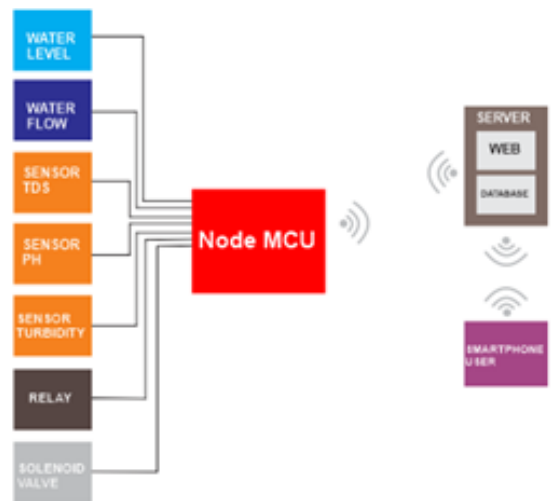 WATER
LEVEL
WATER
FLOW
SENSOR
TDS
SENSOR
PH
SENSOR
TURBIDITY
RELAY
SOLENOID
VALVE
Node MCU
SERVER
WEB
DATABASE
SMARTPHONE
USER